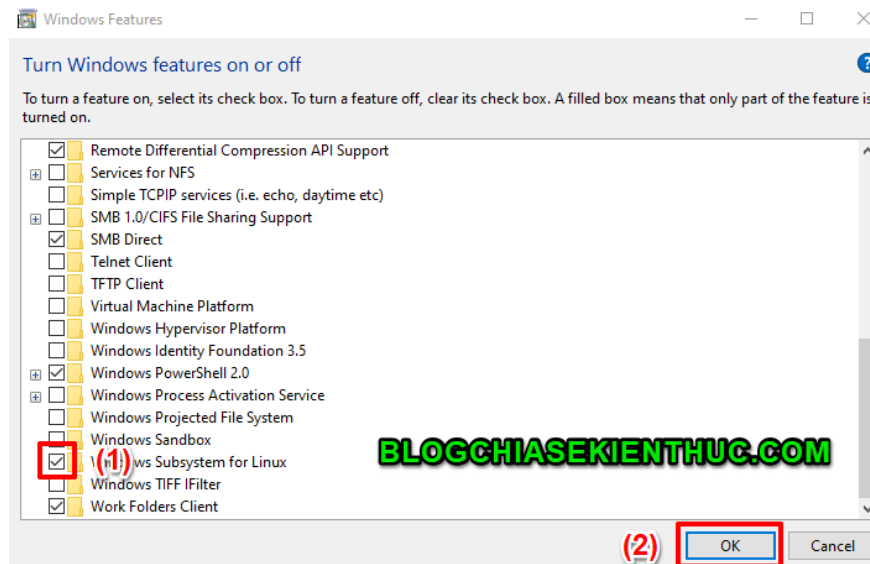 Windows Features
Turn Windows features on or off
?
To turn a feature on, select its check box. To turn a feature off, clear its check box. A filled box means that only part of the feature is
turned on.
Remote Differential Compression API Support
Services for NFS
Simple TCPIP services (i.e. echo, daytime etc)
SMB 1.0/CIFS File Sharing Support
SMB Direct
Telnet Client
TFTP Client
Virtual Machine Platform
Windows Hypervisor Platform
Windows Identity Foundation 3.5
Windows PowerShell 2.0
Windows Process Activation Service
Windows Projected File System
Windows Sandbox
(1) Windows Subsystem for Linux
BLOGCHIASEKIENTHUC.COM
Windows TIFF IFilter
Work Folders Client
(2) OK Cancel